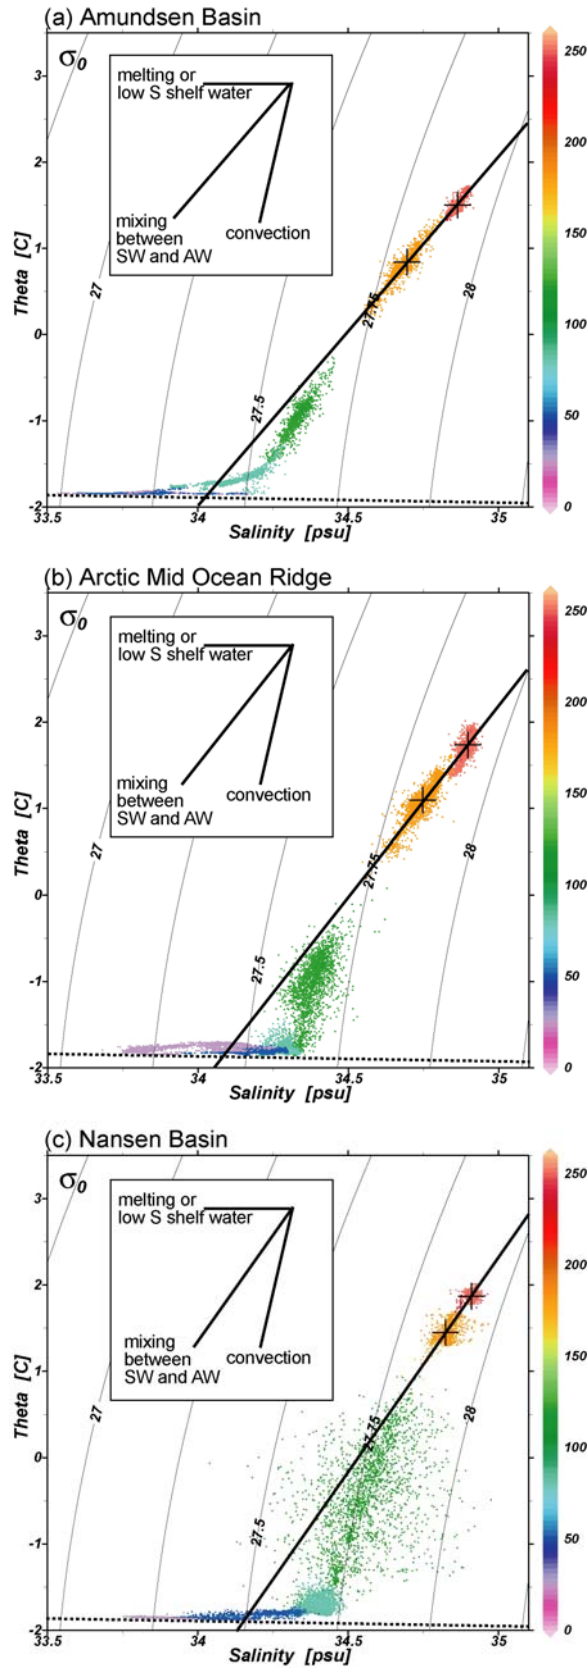 (a) Amundsen Basin
σ0
melting or
low S shelf water
mixing
between
SW and AW
convection
27
27.5
27.75
28
3
2
1
0
-1
-2
Theta [C]
33.5
34
34.5
35
Salinity [psu]
250
200
150
100
50
0
(b) Arctic Mid Ocean Ridge
σ0
melting or
low S shelf water
mixing
between
SW and AW
convection
27
27.5
27.75
28
3
2
1
0
-1
-2
Theta [C]
33.5
34
34.5
35
Salinity [psu]
250
200
150
100
50
0
(c) Nansen Basin
σ0
melting or
low S shelf water
mixing
between
SW and AW
convection
27
27.5
27.75
28
3
2
1
0
-1
-2
Theta [C]
33.5
34
34.5
35
Salinity [psu]
250
200
150
100
50
0